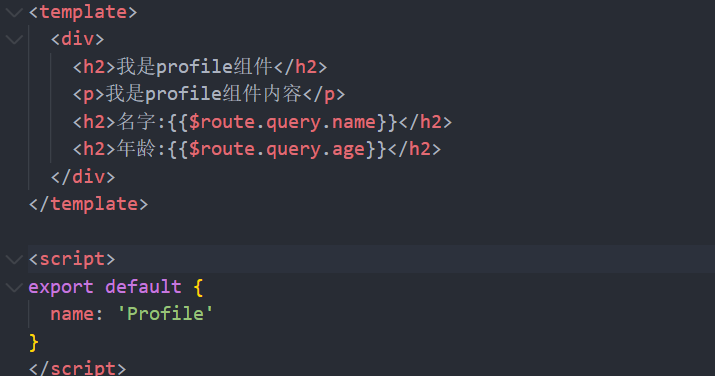 <template>
<div>
<h2>我是profile组件</h2>
<p>我是profile组件内容</p>
<h2>名字:{{$route.query.name}}</h2>
<h2>年龄:{{$route.query.age}}</h2>
</div>
</template>
<script>
export default {
name: 'Profile'
}
</script>